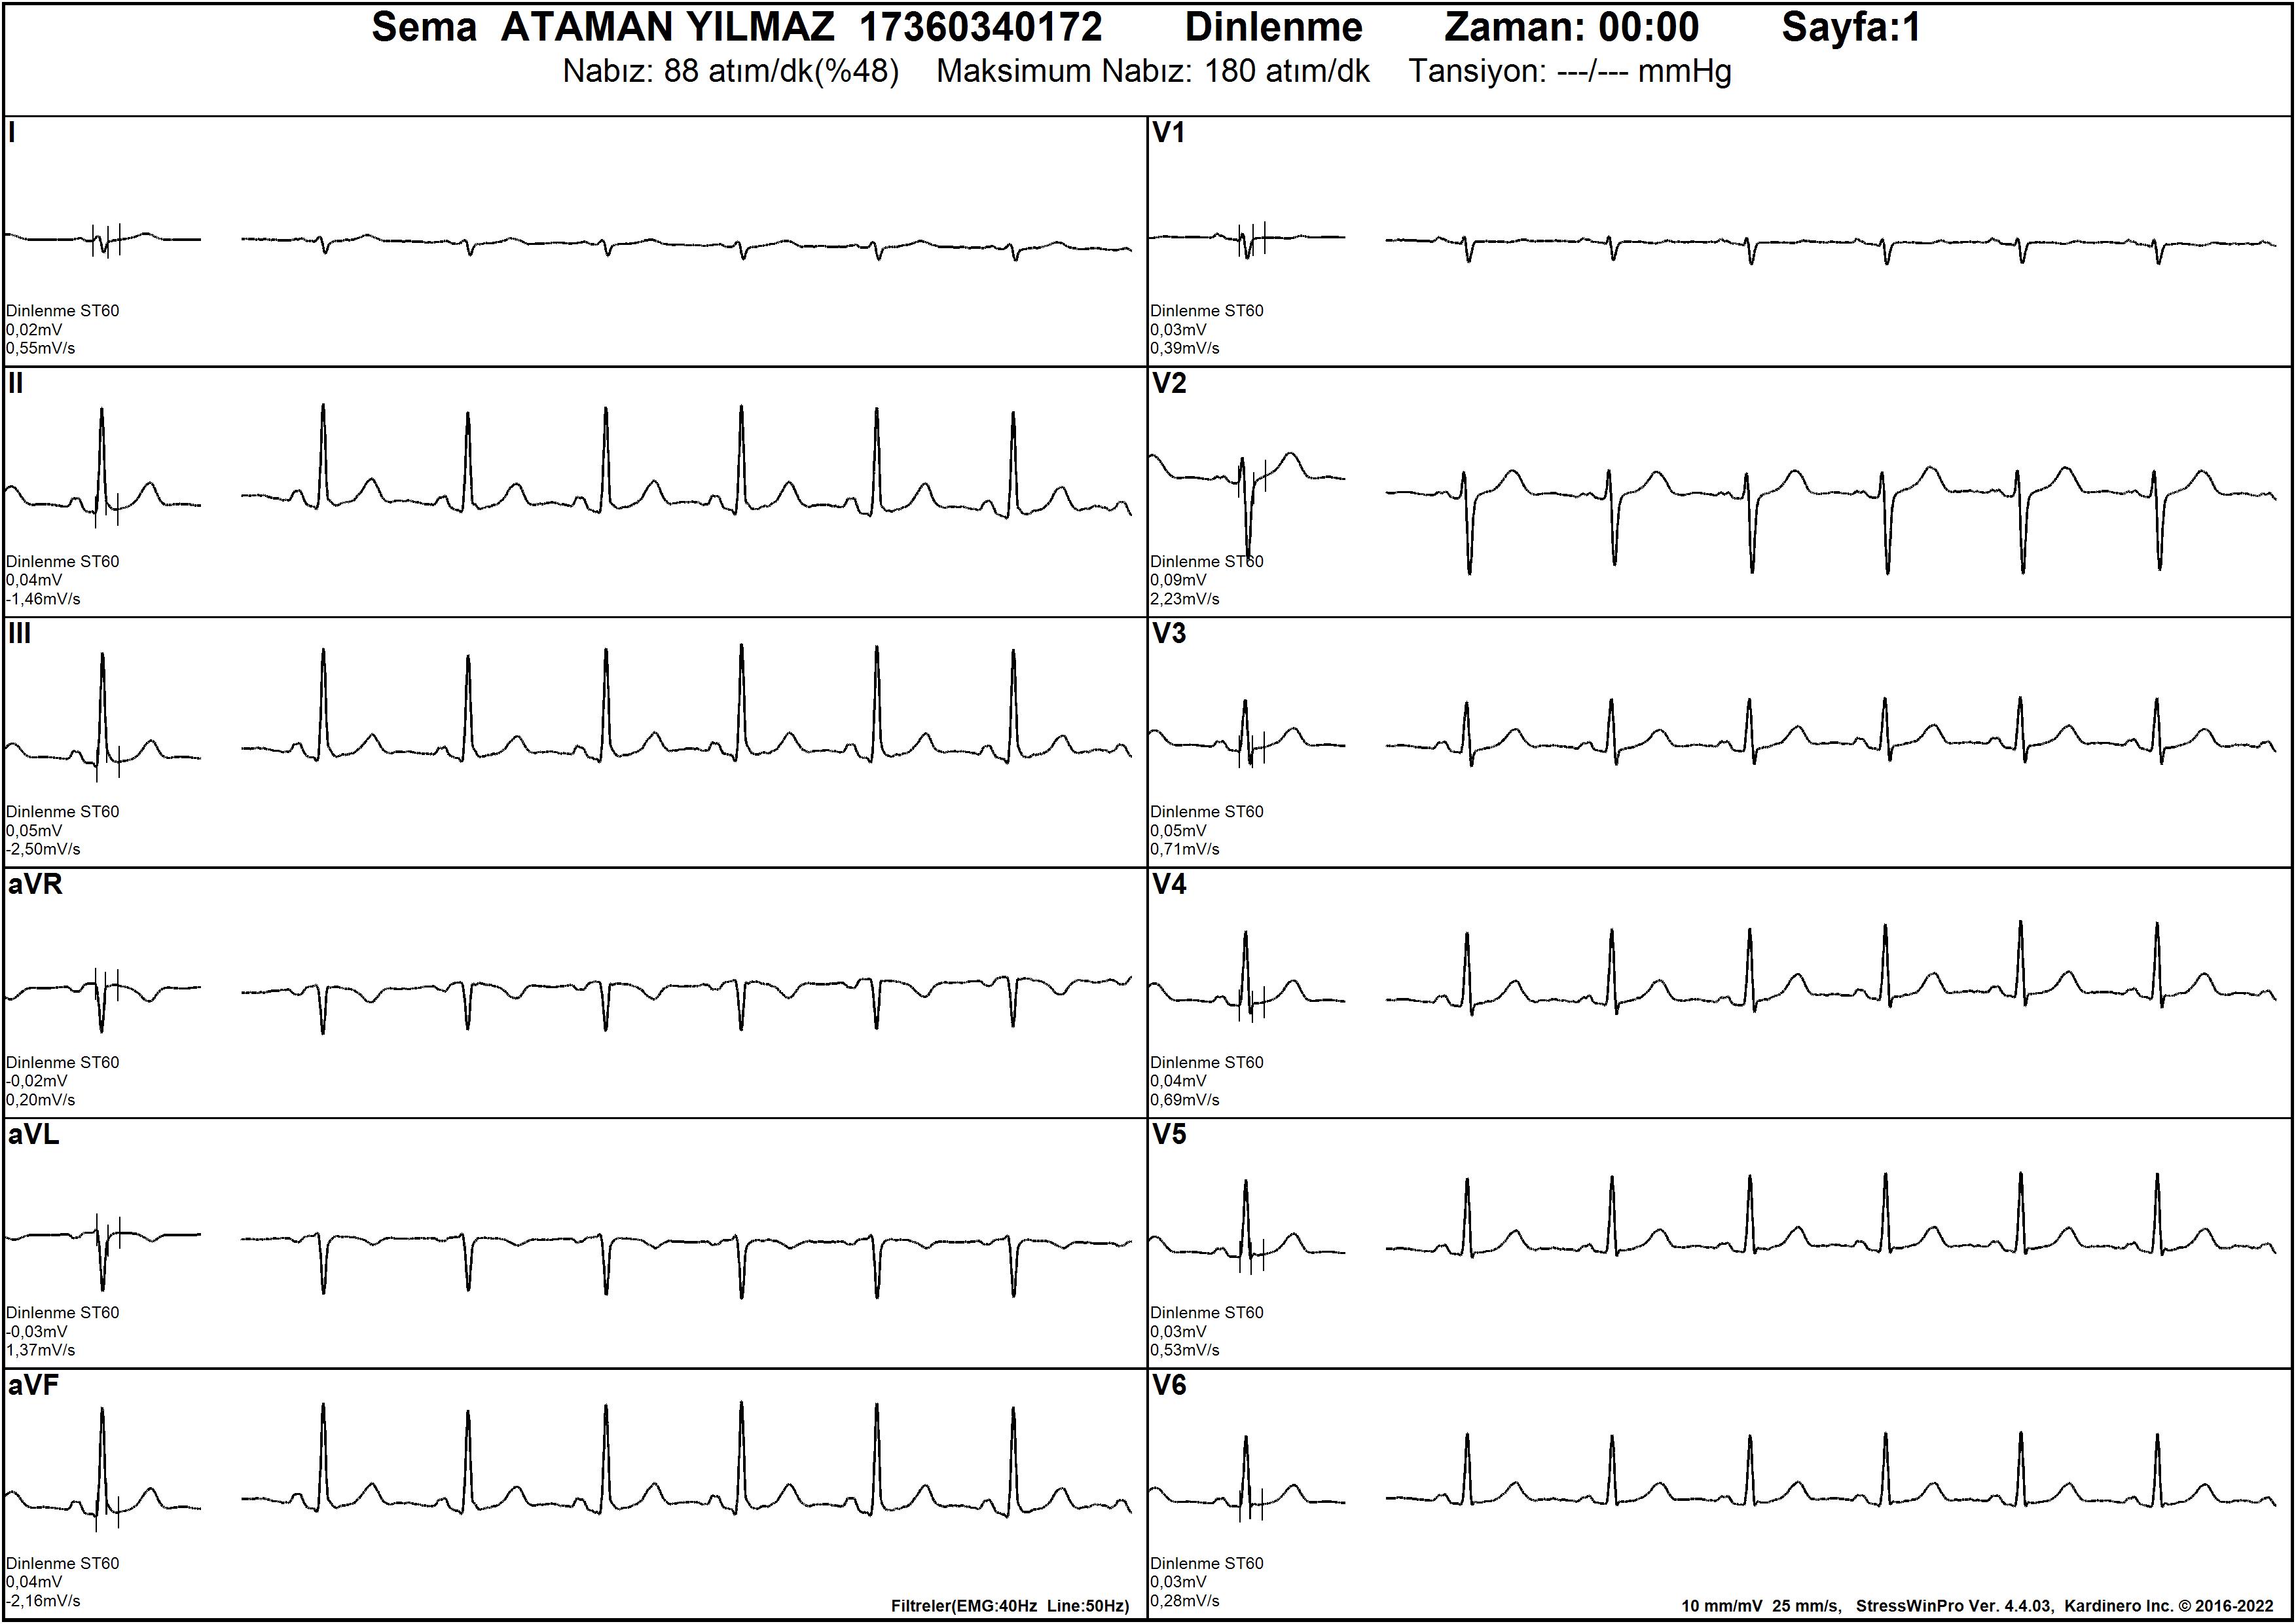 Sema ATAMAN YILMAZ 17360340172 Dinlenme Zaman: 00:00 Sayfa:1
Nabız: 88 atım/dk(%48) Maksimum Nabız: 180 atım/dk Tansiyon: ---/--- mmHg
I
Dinlenme ST60
0,02mV
0,55mV/s
II
Dinlenme ST60
0,04mV
-1,46mV/s
III
Dinlenme ST60
0,05mV
-2,50mV/s
aVR
Dinlenme ST60
-0,02mV
0,20mV/s
aVL
Dinlenme ST60
-0,03mV
1,37mV/s
aVF
Dinlenme ST60
0,04mV
-2,16mV/s
Filtreler(EMG:40Hz Line:50Hz)
V1
Dinlenme ST60
0,03mV
0,39mV/s
V2
Dinlenme ST60
0,09mV
2,23mV/s
V3
Dinlenme ST60
0,05mV
0,71mV/s
V4
Dinlenme ST60
0,04mV
0,69mV/s
V5
Dinlenme ST60
0,03mV
0,53mV/s
V6
Dinlenme ST60
0,03mV
0,28mV/s
10 mm/mV 25 mm/s, StressWinPro Ver. 4.4.03, Kardinero Inc. © 2016-2022